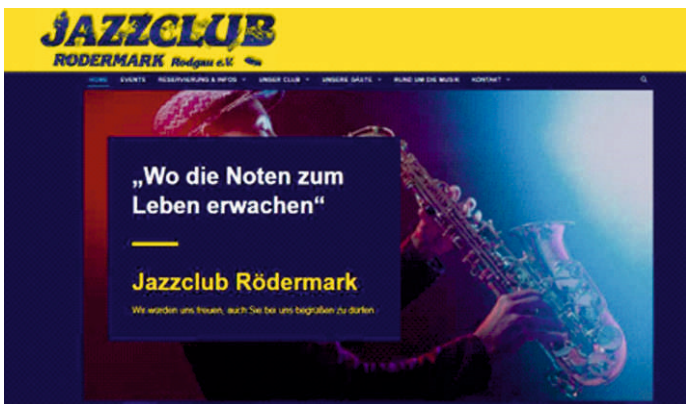 JAZZCLUB
RÖDERMARK Rodgau e.V.
HOME EVENTS RESERVIERUNG & INFOS UNSER CLUB UNSERE GÄSTE RUND UM DIE MUSIK KONTAKT
„Wo die Noten zum
Leben erwachen“
Jazzclub Rödermark
Wir würden uns freuen, auch Sie bei uns begrüßen zu dürfen